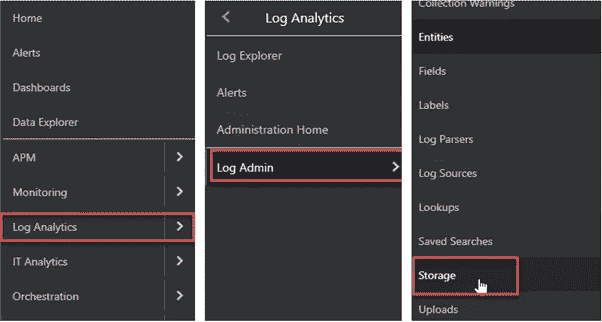 Home
Alerts
Dashboards
Data Explorer
APM
Monitoring
Log Analytics
IT Analytics
Orchestration
Log Analytics
Log Explorer
Alerts
Administration Home
Log Admin
Collection Warnings
Entities
Fields
Labels
Log Parsers
Log Sources
Lookups
Saved Searches
Storage
Uploads